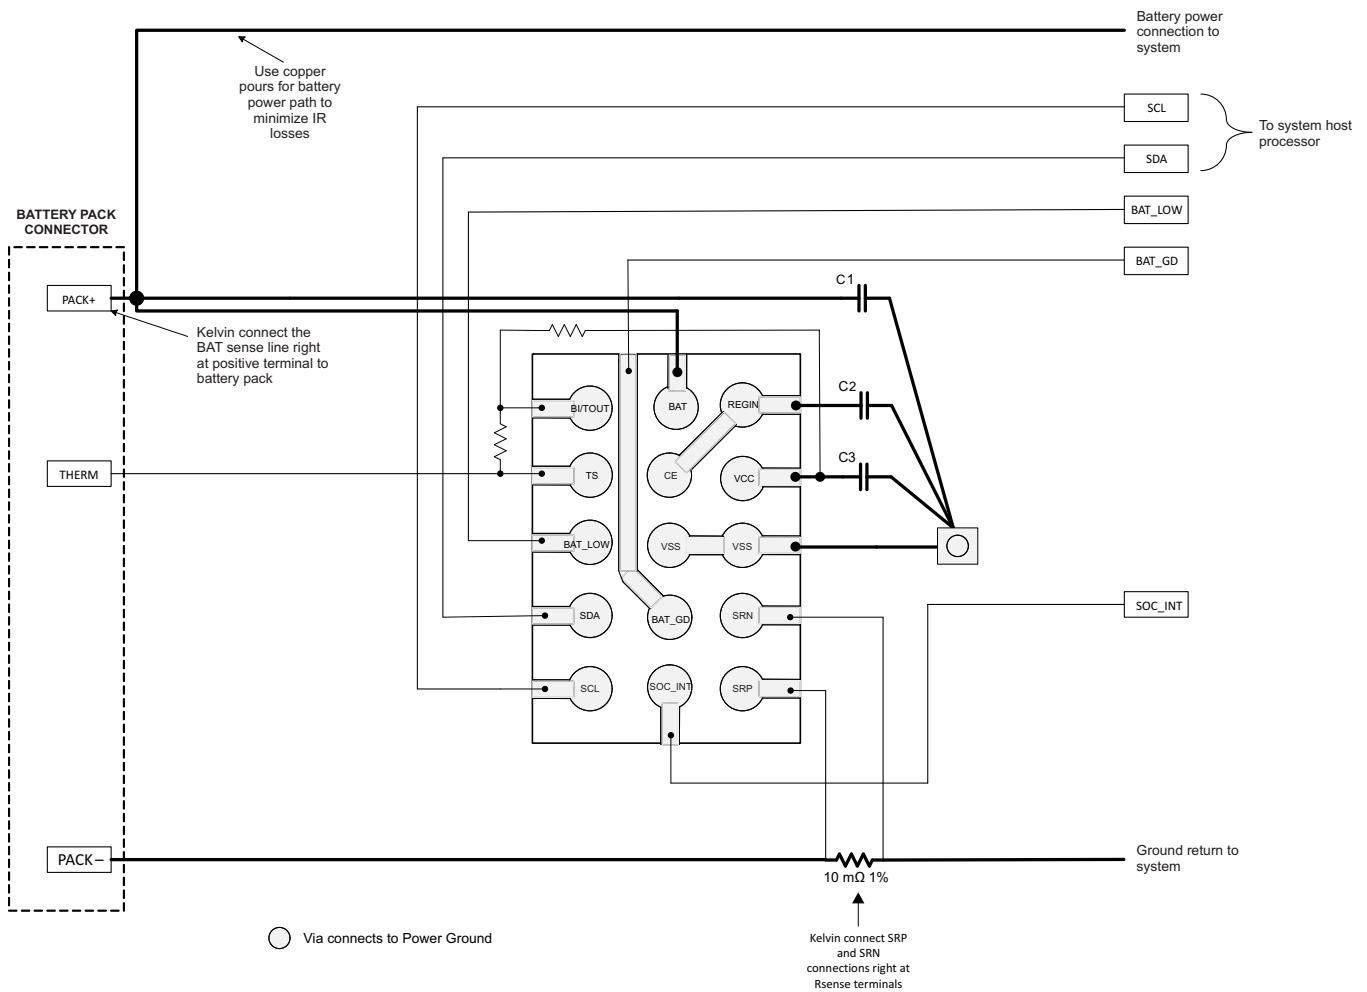 Battery power
connection to
system
Use copper
pours for battery
power path to
minimize IR
losses
SCL
To system host
processor
SDA
BAT_LOW
BAT_GD
BATTERY PACK
CONNECTOR
PACK+
C1
Kelvin connect the
BAT sense line right
at positive terminal to
battery pack
BI/TOUT
BAT
REGIN
C2
THERM
TS
CE
VCC
C3
BAT_LOW
VSS
VSS
SDA
BAT_GD
SRN
SOC_INT
SCL
SOC_INT
SRP
PACK–
10 mΩ 1%
Ground return to
system
Via connects to Power Ground
Kelvin connect SRP
and SRN
connections right at
Rsense terminals